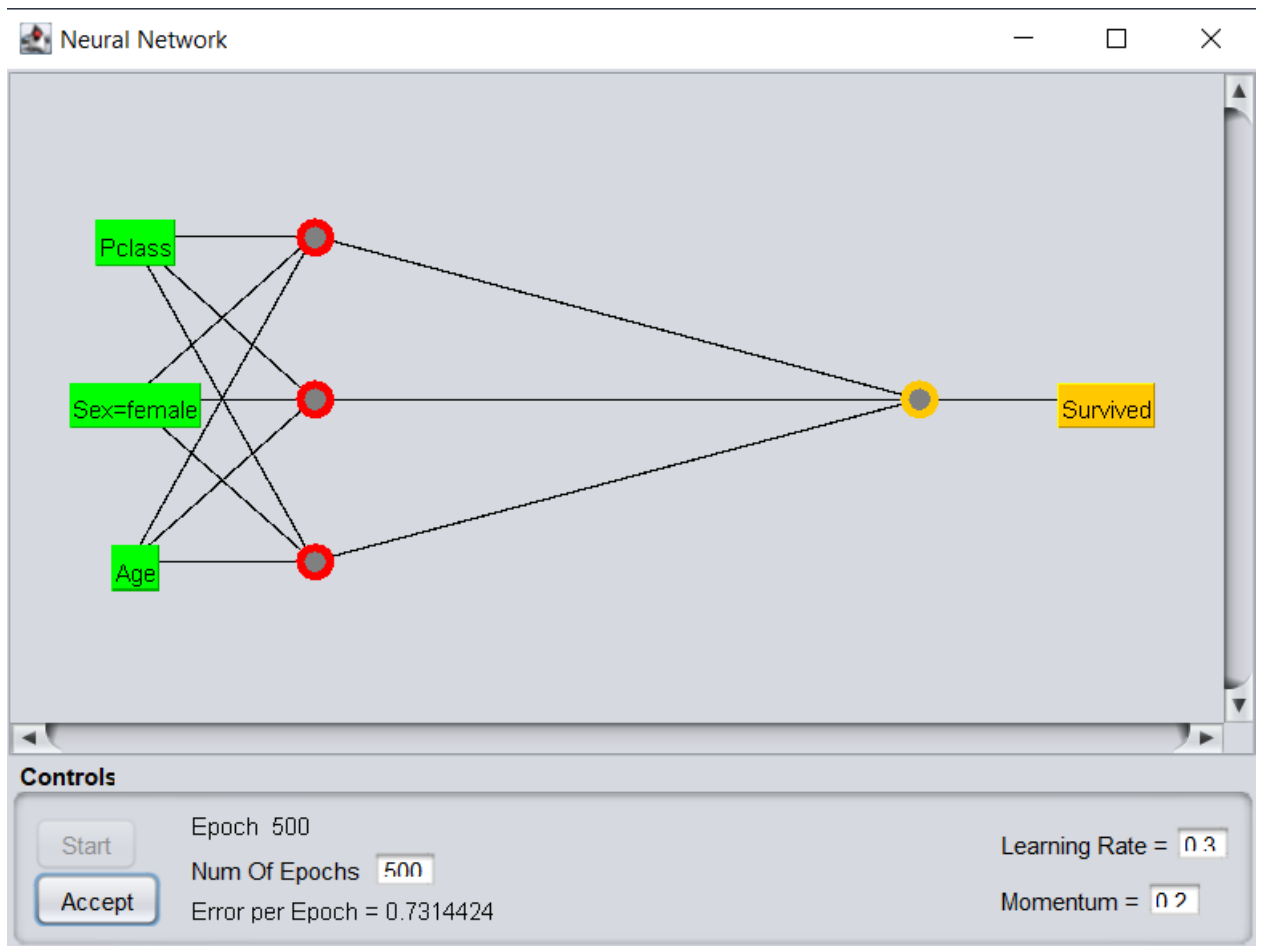 Neural Network
Pclass
Sex=female
Survived
Age
Controls
Start
Epoch 500
Num Of Epochs 500
Accept
Error per Epoch = 0.7314424
Learning Rate = 0.3
Momentum = 0.2